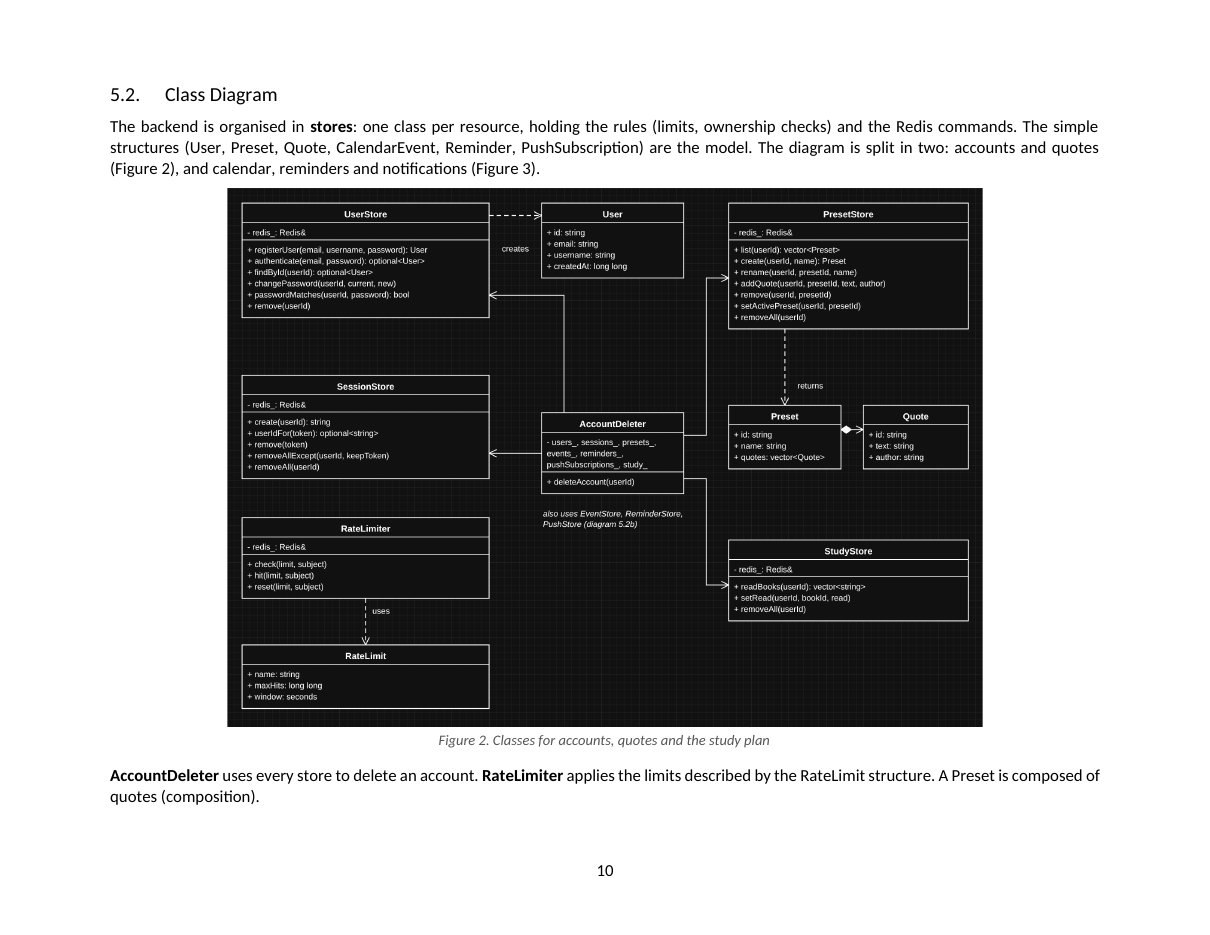 5.2. Class Diagram
The backend is organised in stores: one class per resource, holding the rules (limits, ownership checks) and the Redis commands. The simple
structures (User, Preset, Quote, CalendarEvent, Reminder, PushSubscription) are the model. The diagram is split in two: accounts and quotes
(Figure 2), and calendar, reminders and notifications (Figure 3).
UserStore
- redis_: Redis&
+ registerUser(email, username, password): User
+ authenticate(email, password): optional<User>
+ findById(userId): optional<User>
+ changePassword(userId, current, new)
+ passwordMatches(userId, password): bool
+ remove(userId)
creates
User
+ id: string
+ email: string
+ username: string
+ createdAt: long long
PresetStore
- redis_: Redis&
+ list(userId): vector<Preset>
+ create(userId, name): Preset
+ rename(userId, presetId, name)
+ addQuote(userId, presetId, text, author)
+ remove(userId, presetId)
+ setActivePreset(userId, presetId)
+ removeAll(userId)
returns
SessionStore
- redis_: Redis&
+ create(userId): string
+ userIdFor(token): optional<string>
+ remove(token)
+ removeAllExcept(userId, keepToken)
+ removeAll(userId)
AccountDeleter
- users_, sessions_, presets_,
events_, reminders_,
pushSubscriptions_, study_
+ deleteAccount(userId)
also uses EventStore, ReminderStore,
PushStore (diagram 5.2b)
Preset
+ id: string
+ name: string
+ quotes: vector<Quote>
Quote
+ id: string
+ text: string
+ author: string
RateLimiter
- redis_: Redis&
+ check(limit, subject)
+ hit(limit, subject)
+ reset(limit, subject)
uses
StudyStore
- redis_: Redis&
+ readBooks(userId): vector<string>
+ setRead(userId, bookId, read)
+ removeAll(userId)
RateLimit
+ name: string
+ maxHits: long long
+ window: seconds
Figure 2. Classes for accounts, quotes and the study plan
AccountDeleter uses every store to delete an account. RateLimiter applies the limits described by the RateLimit structure. A Preset is composed of
quotes (composition).
10